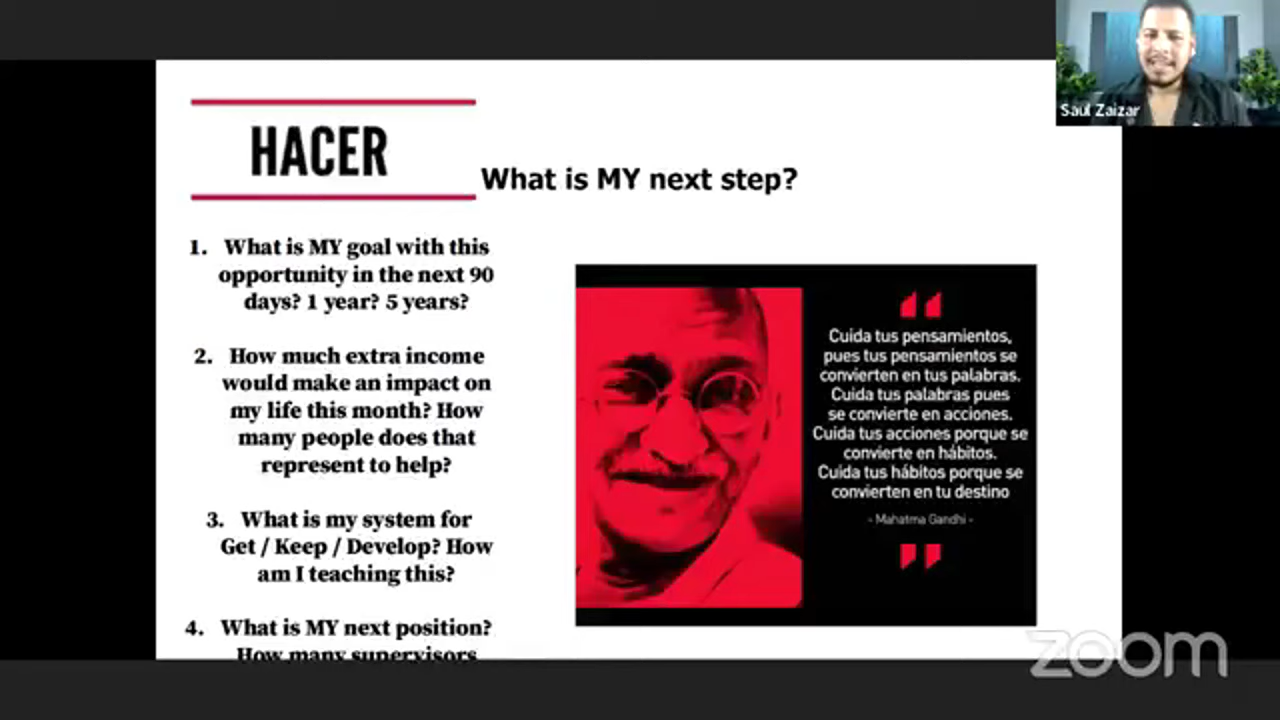 Saul Zaizar
HACER
What is MY next step?
1. What is MY goal with this
opportunity in the next 90
days? 1 year? 5 years?
2. How much extra income
would make an impact on
my life this month? How
many people does that
represent to help?
3. What is my system for
Get / Keep / Develop? How
am I teaching this?
4. What is MY next position?
How many supervisors
Cuida tus pensamientos,
pues tus pensamientos se
convierten en tus palabras.
Cuida tus palabras pues
se convierte en acciones.
Cuida tus acciones porque se
convierte en hábitos.
Cuida tus hábitos porque se
convierten en tu destino
- Mahatma Gandhi -
zoom